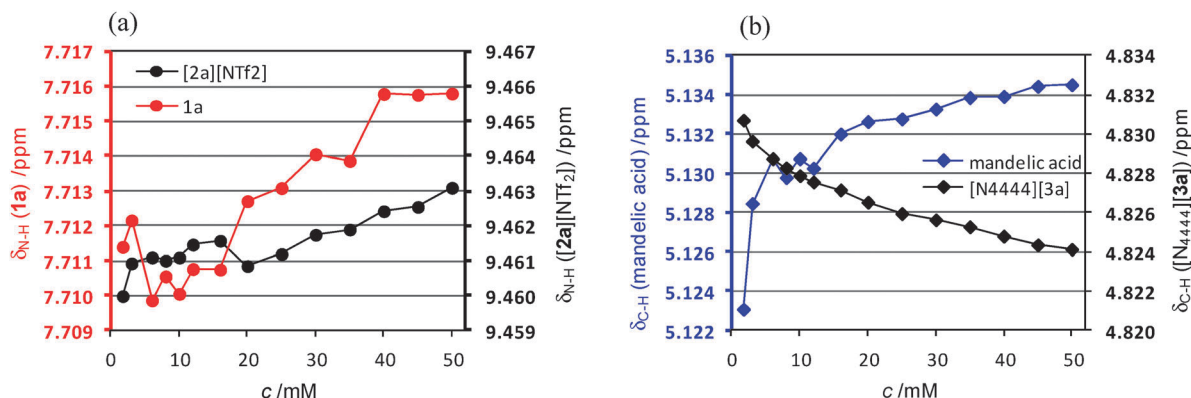 (a)
δN-H (1a) /ppm
7.717
7.716
7.715
7.714
7.713
7.712
7.711
7.710
7.709
[2a][NTf2]
1a
9.467
9.466
9.465
9.464
9.463
9.462
9.461
9.460
9.459
δN-H ([2a][NTf2]) /ppm
0 10 20 30 40 50
c /mM
(b)
δC-H (mandelic acid) /ppm
5.136
5.134
5.132
5.130
5.128
5.126
5.124
5.122
mandelic acid
[N4444][3a]
4.834
4.832
4.830
4.828
4.826
4.824
4.822
4.820
δC-H ([N4444][3a]) /ppm
0 10 20 30 40 50
c /mM